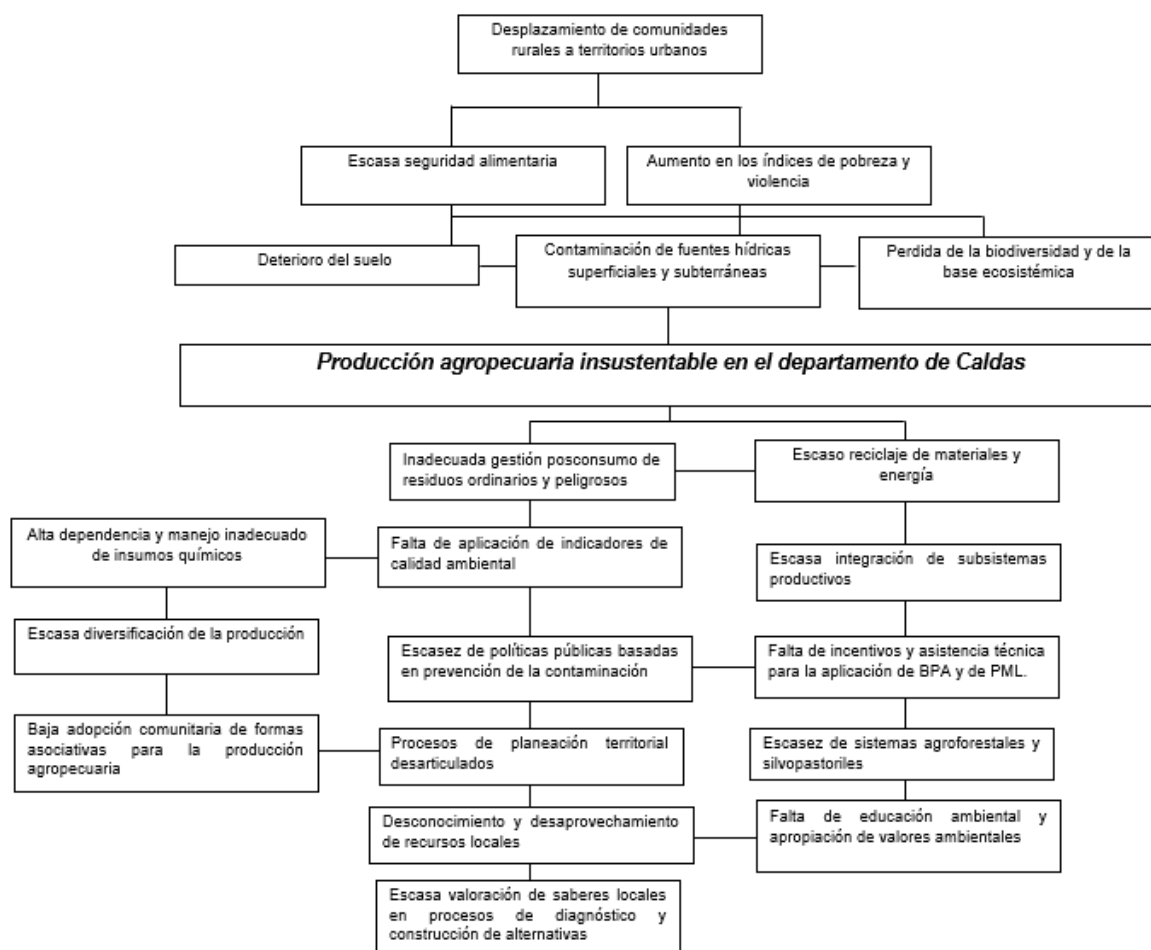 Desplazamiento de comunidades
rurales a territorios urbanos
Escasa seguridad alimentaria
Aumento en los índices de pobreza y
violencia
Deterioro del suelo
Contaminación de fuentes hídricas
superficiales y subterráneas
Perdida de la biodiversidad y de la
base ecosistémica
Producción agropecuaria insustentable en el departamento de Caldas
Inadecuada gestión posconsumo de
residuos ordinarios y peligrosos
Escaso reciclaje de materiales y
energía
Alta dependencia y manejo inadecuado
de insumos químicos
Falta de aplicación de indicadores de
calidad ambiental
Escasa integración de subsistemas
productivos
Escasa diversificación de la producción
Escasez de políticas públicas basadas
en prevención de la contaminación
Falta de incentivos y asistencia técnica
para la aplicación de BPA y de PML.
Baja adopción comunitaria de formas
asociativas para la producción
agropecuaria
Procesos de planeación territorial
desarticulados
Escasez de sistemas agroforestales y
silvopastoriles
Desconocimiento y desaprovechamiento
de recursos locales
Falta de educación ambiental y
apropiación de valores ambientales
Escasa valoración de saberes locales
en procesos de diagnóstico y
construcción de alternativas